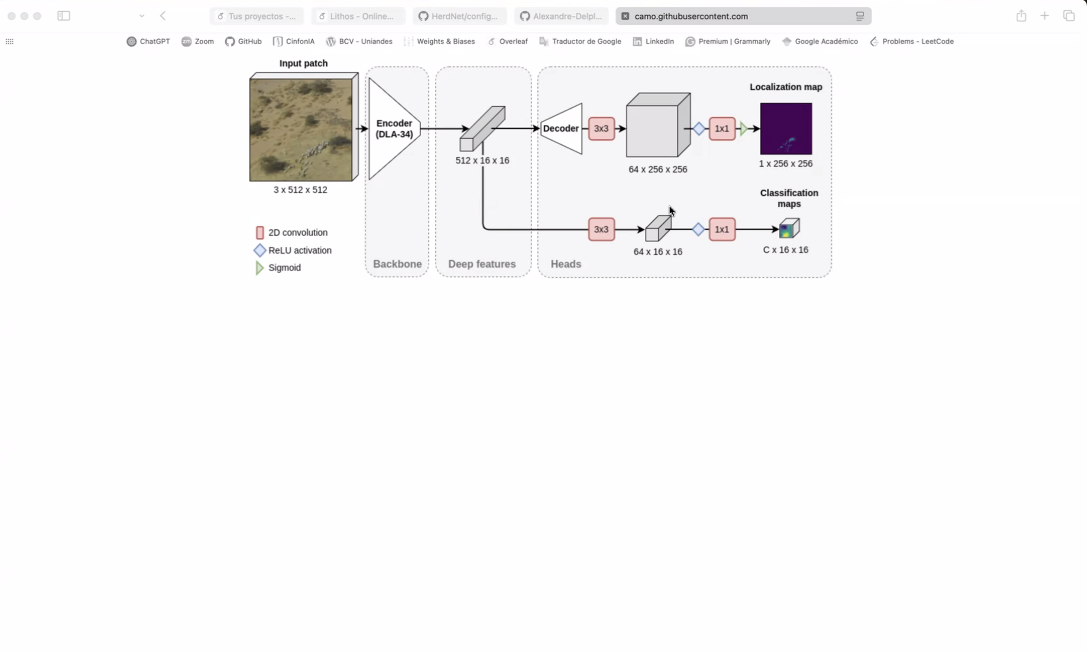 Tus proyectos -...
Lithos - Online...
HerdNet/config...
Alexandre-Delpl...
camo.githubusercontent.com
ChatGPT
Zoom
GitHub
CinfonIA
BCV - Uniandes
Weights & Biases
Overleaf
Traductor de Google
LinkedIn
Premium | Grammarly
Google Académico
Problems - LeetCode
Input patch
3 x 512 x 512
Encoder
(DLA-34)
512 x 16 x 16
Decoder
3x3
64 x 256 x 256
1x1
Localization map
1 x 256 x 256
3x3
64 x 16 x 16
1x1
Classification
maps
C x 16 x 16
2D convolution
ReLU activation
Sigmoid
Backbone
Deep features
Heads